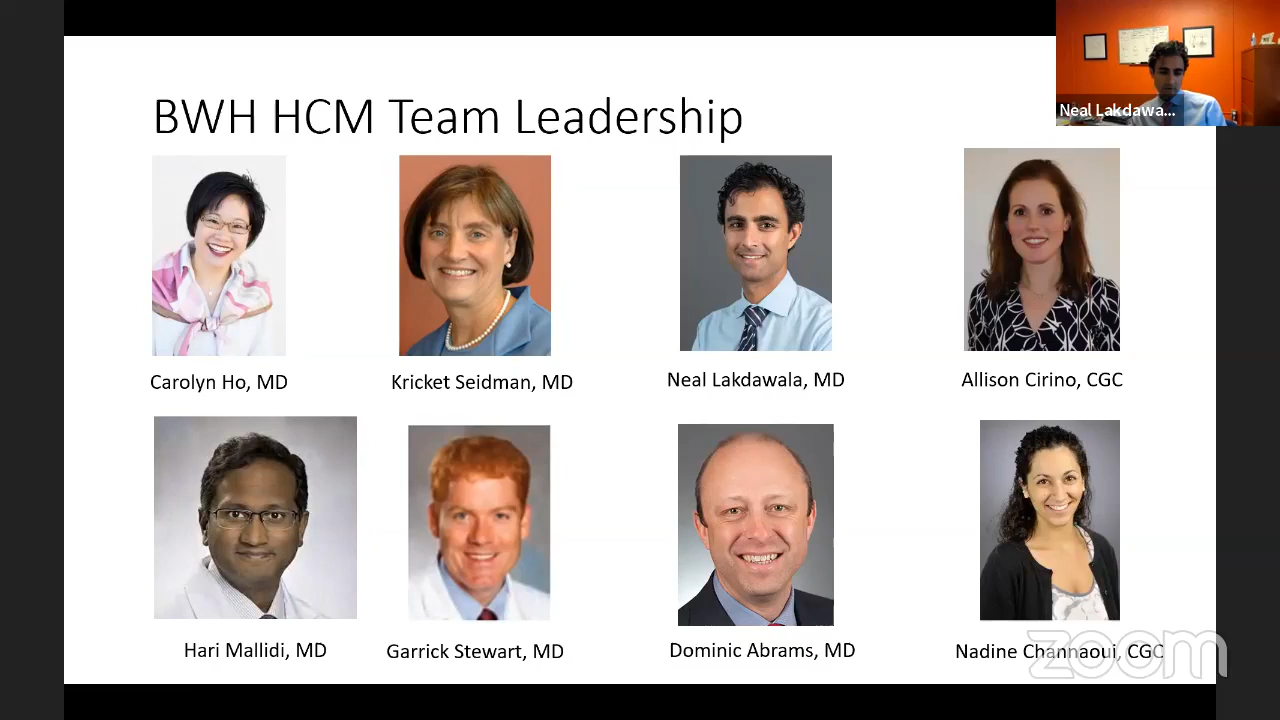 BWH HCM Team Leadership
Neal Lakdawa...
Carolyn Ho, MD
Kricket Seidman, MD
Neal Lakdawala, MD
Allison Cirino, CGC
Hari Mallidi, MD
Garrick Stewart, MD
Dominic Abrams, MD
Nadine Channaoui, CGC
zoom